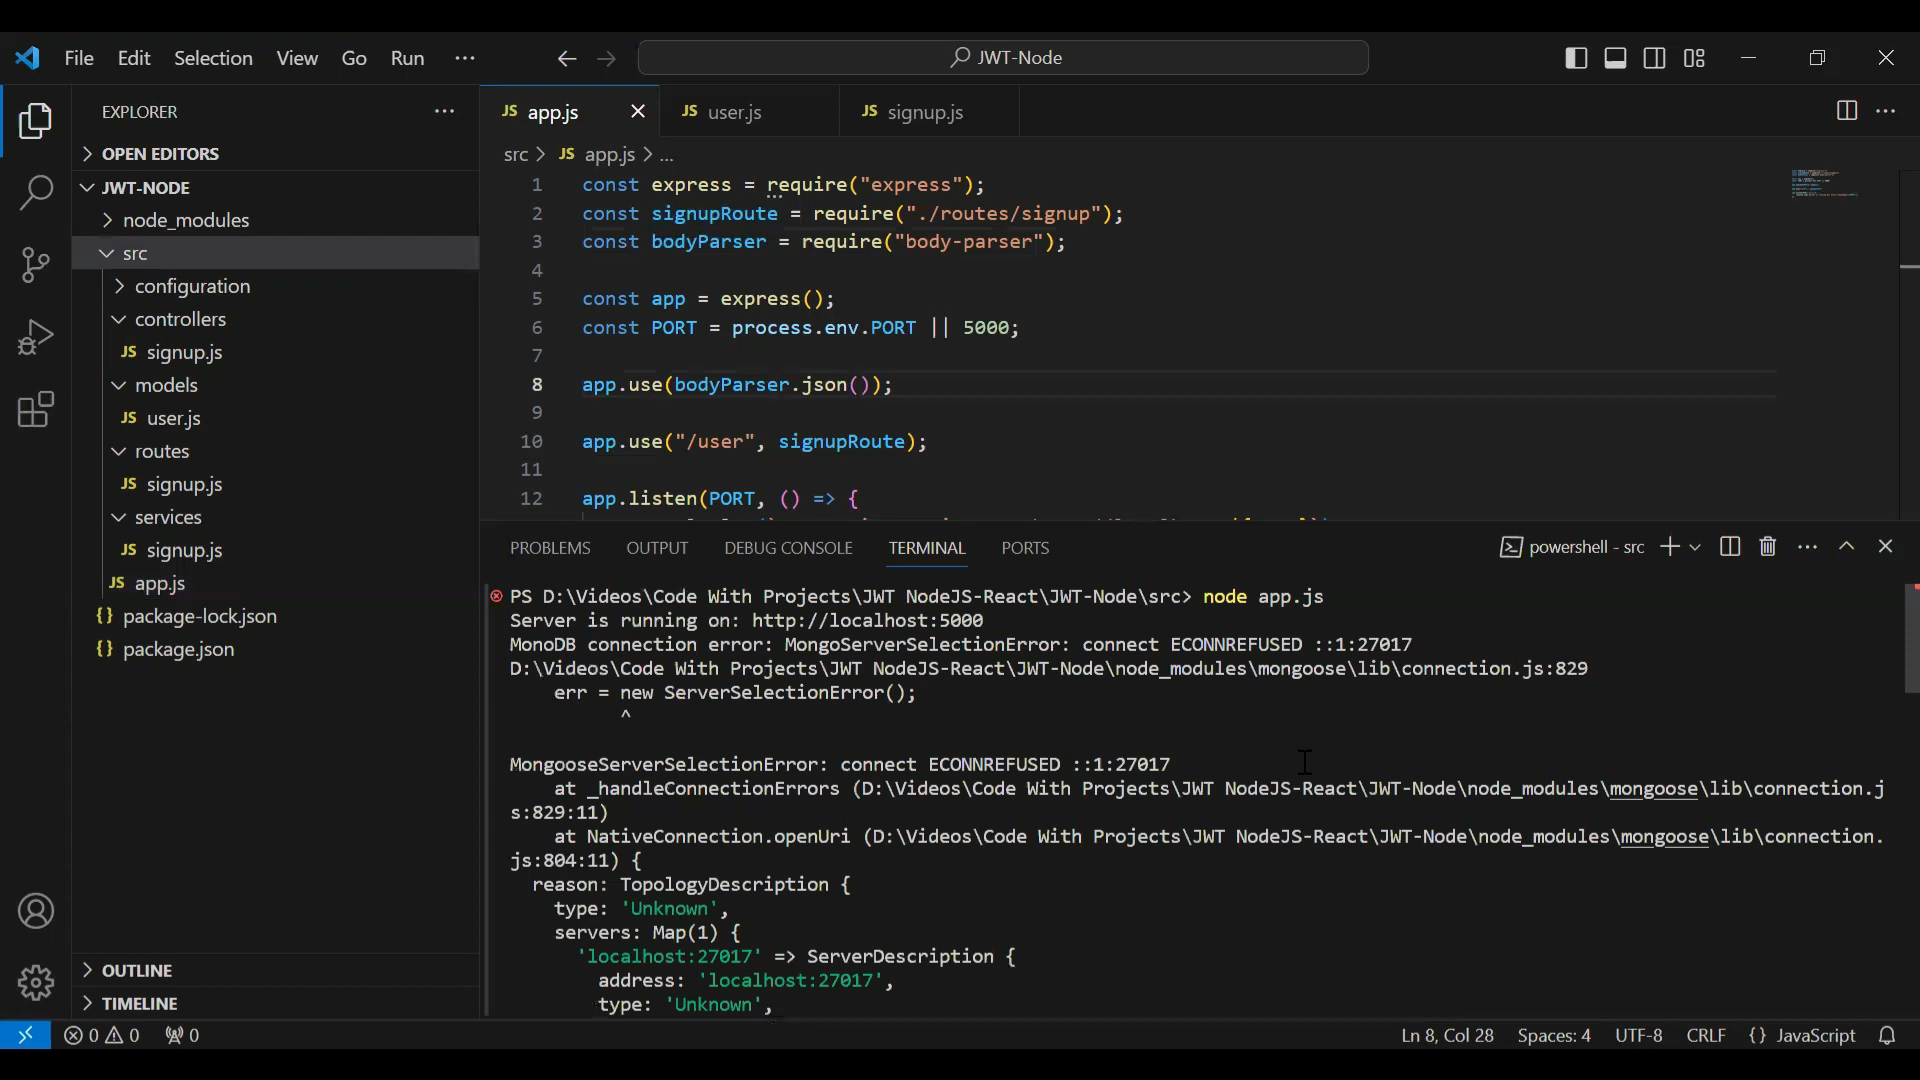 File Edit Selection View Go Run ... JWT-Node
EXPLORER ...
OPEN EDITORS
JWT-NODE
node_modules
src
configuration
controllers
JS signup.js
models
JS user.js
routes
JS signup.js
services
JS signup.js
JS app.js
{} package-lock.json
{} package.json
OUTLINE
TIMELINE
JS app.js JS user.js JS signup.js
src > JS app.js > ...
1 const express = require("express");
2 const signupRoute = require("./routes/signup");
3 const bodyParser = require("body-parser");
4
5 const app = express();
6 const PORT = process.env.PORT || 5000;
7
8 app.use(bodyParser.json());
9
10 app.use("/user", signupRoute);
11
12 app.listen(PORT, () => {
PROBLEMS OUTPUT DEBUG CONSOLE TERMINAL PORTS powershell - src
PS D:\Videos\Code With Projects\JWT NodeJS-React\JWT-Node\src> node app.js
Server is running on: http://localhost:5000
MonoDB connection error: MongoServerSelectionError: connect ECONNREFUSED ::1:27017
D:\Videos\Code With Projects\JWT NodeJS-React\JWT-Node\node_modules\mongoose\lib\connection.js:829
err = new ServerSelectionError();
^
MongooseServerSelectionError: connect ECONNREFUSED ::1:27017
at _handleConnectionErrors (D:\Videos\Code With Projects\JWT NodeJS-React\JWT-Node\node_modules\mongoose\lib\connection.j
s:829:11)
at NativeConnection.openUri (D:\Videos\Code With Projects\JWT NodeJS-React\JWT-Node\node_modules\mongoose\lib\connection.
js:804:11) {
reason: TopologyDescription {
type: 'Unknown',
servers: Map(1) {
'localhost:27017' => ServerDescription {
address: 'localhost:27017',
type: 'Unknown',
0 0 0 Ln 8, Col 28 Spaces: 4 UTF-8 CRLF {} JavaScript